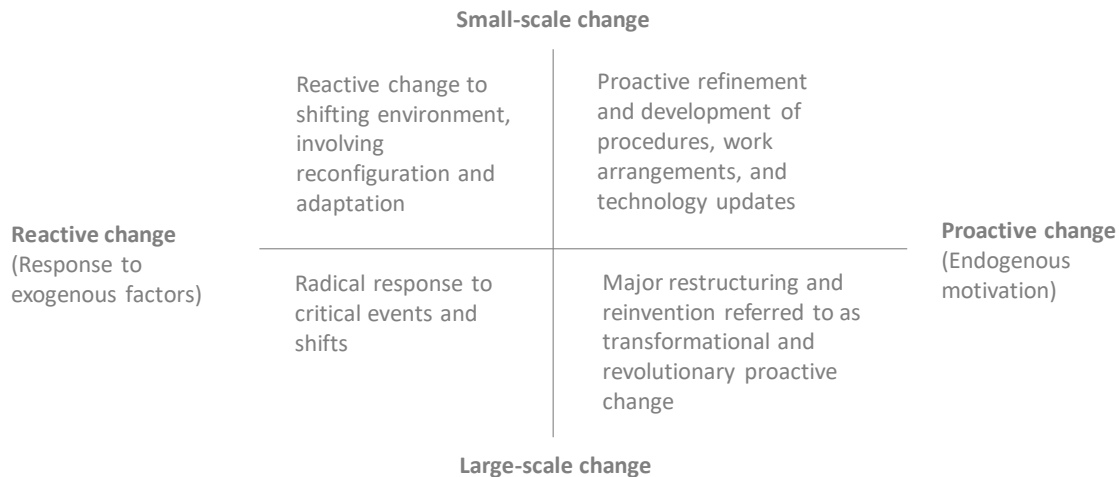 Small-scale change
Reactive change to
shifting environment,
involving
reconfiguration and
adaptation
Proactive refinement
and development of
procedures, work
arrangements, and
technology updates
Reactive change
(Response to
exogenous factors)
Proactive change
(Endogenous
motivation)
Radical response to
critical events and
shifts
Major restructuring and
reinvention referred to as
transformational and
revolutionary proactive
change
Large-scale change